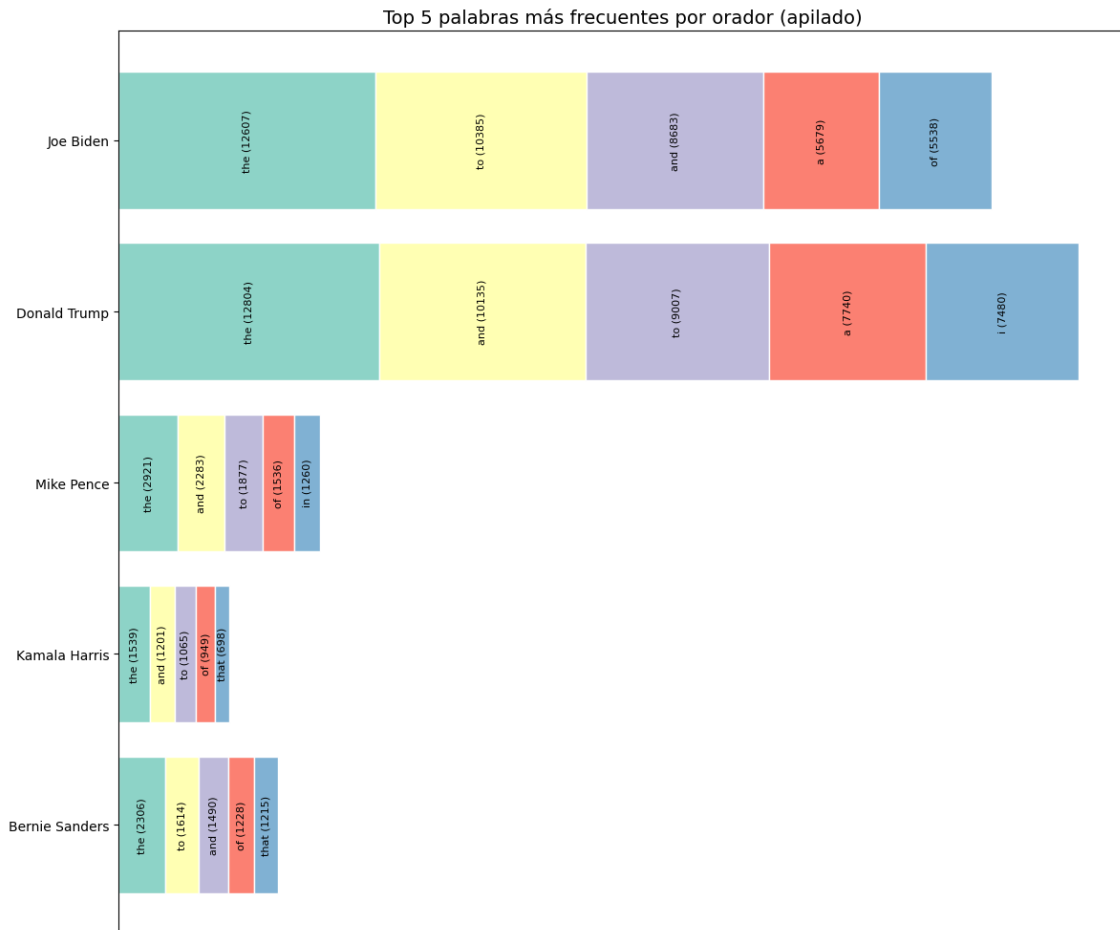 Top 5 palabras más frecuentes por orador (apilado)
Joe Biden
the (12607)
to (10385)
and (8683)
a (5679)
of (5538)
Donald Trump
the (12804)
and (10135)
to (9007)
a (7740)
i (7480)
Mike Pence
the (2921)
and (2283)
to (1877)
of (1536)
in (1260)
Kamala Harris
the (1539)
and (1201)
to (1065)
of (949)
that (698)
Bernie Sanders
the (2306)
to (1614)
and (1490)
of (1228)
that (1215)